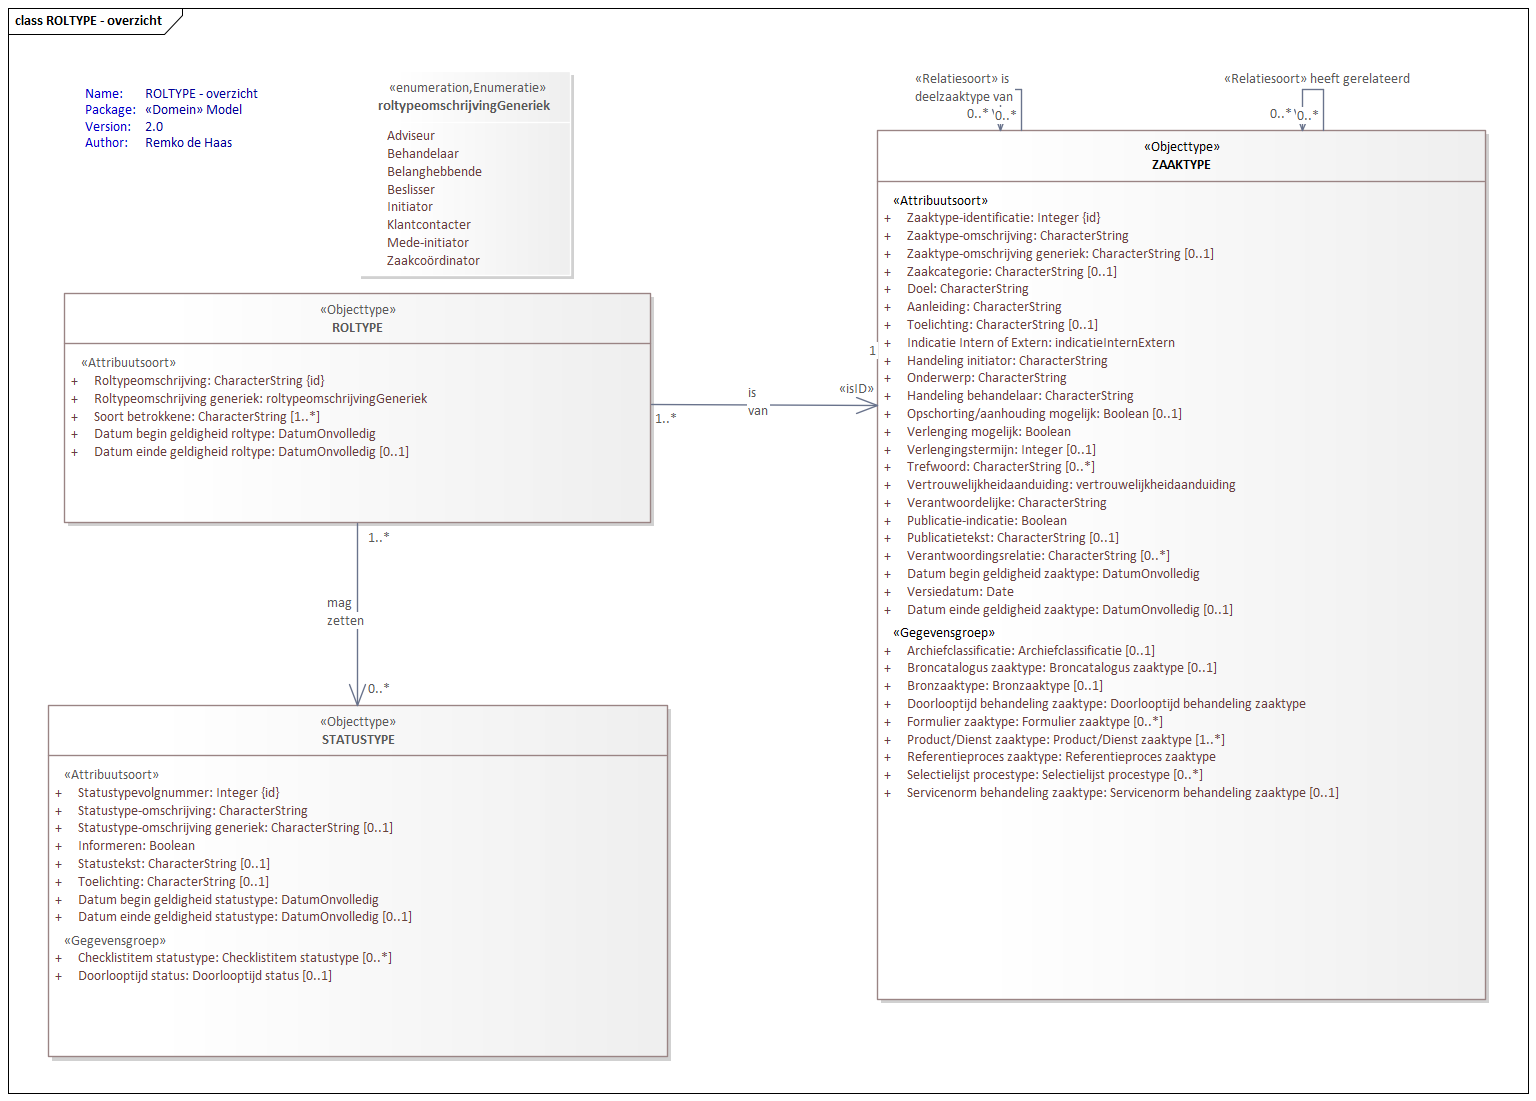 class ROLTYPE - overzicht
Name: ROLTYPE - overzicht
Package: «Domein» Model
Version: 2.0
Author: Remko de Haas
«enumeration,Enumeratie»
roltypeomschrijvingGeneriek
Adviseur
Behandelaar
Belanghebbende
Beslisser
Initiator
Klantcontacter
Mede-initiator
Zaakcoördinator
«Relatiesoort» is
deelzaaktype van
0..*
0..*
«Relatiesoort» heeft gerelateerd
0..*
0..*
«Objecttype»
ROLTYPE
«Attribuutsoort»
+ Roltypeomschrijving: CharacterString {id}
+ Roltypeomschrijving generiek: roltypeomschrijvingGeneriek
+ Soort betrokkene: CharacterString [1..*]
+ Datum begin geldigheid roltype: DatumOnvolledig
+ Datum einde geldigheid roltype: DatumOnvolledig [0..1]
1..*
is
van
1
«isID»
1..*
mag
zetten
0..*
«Objecttype»
STATUSTYPE
«Attribuutsoort»
+ Statustypevolgnummer: Integer {id}
+ Statustype-omschrijving: CharacterString
+ Statustype-omschrijving generiek: CharacterString [0..1]
+ Informeren: Boolean
+ Statustekst: CharacterString [0..1]
+ Toelichting: CharacterString [0..1]
+ Datum begin geldigheid statustype: DatumOnvolledig
+ Datum einde geldigheid statustype: DatumOnvolledig [0..1]
«Gegevensgroep»
+ Checklistitem statustype: Checklistitem statustype [0..*]
+ Doorlooptijd status: Doorlooptijd status [0..1]
«Objecttype»
ZAAKTYPE
«Attribuutsoort»
+ Zaaktype-identificatie: Integer {id}
+ Zaaktype-omschrijving: CharacterString
+ Zaaktype-omschrijving generiek: CharacterString [0..1]
+ Zaakcategorie: CharacterString [0..1]
+ Doel: CharacterString
+ Aanleiding: CharacterString
+ Toelichting: CharacterString [0..1]
+ Indicatie Intern of Extern: indicatieInternExtern
+ Handeling initiator: CharacterString
+ Onderwerp: CharacterString
+ Handeling behandelaar: CharacterString
+ Opschorting/aanhouding mogelijk: Boolean [0..1]
+ Verlenging mogelijk: Boolean
+ Verlengingstermijn: Integer [0..1]
+ Trefwoord: CharacterString [0..*]
+ Vertrouwelijkheidaanduiding: vertrouwelijkheidaanduiding
+ Verantwoordelijke: CharacterString
+ Publicatie-indicatie: Boolean
+ Publicatietekst: CharacterString [0..1]
+ Verantwoordingsrelatie: CharacterString [0..*]
+ Datum begin geldigheid zaaktype: DatumOnvolledig
+ Versiedatum: Date
+ Datum einde geldigheid zaaktype: DatumOnvolledig [0..1]
«Gegevensgroep»
+ Archiefclassificatie: Archiefclassificatie [0..1]
+ Broncatalogus zaaktype: Broncatalogus zaaktype [0..1]
+ Bronzaaktype: Bronzaaktype [0..1]
+ Doorlooptijd behandeling zaaktype: Doorlooptijd behandeling zaaktype
+ Formulier zaaktype: Formulier zaaktype [0..*]
+ Product/Dienst zaaktype: Product/Dienst zaaktype [1..*]
+ Referentieproces zaaktype: Referentieproces zaaktype
+ Selectielijst procestype: Selectielijst procestype [0..*]
+ Servicenorm behandeling zaaktype: Servicenorm behandeling zaaktype [0..1]